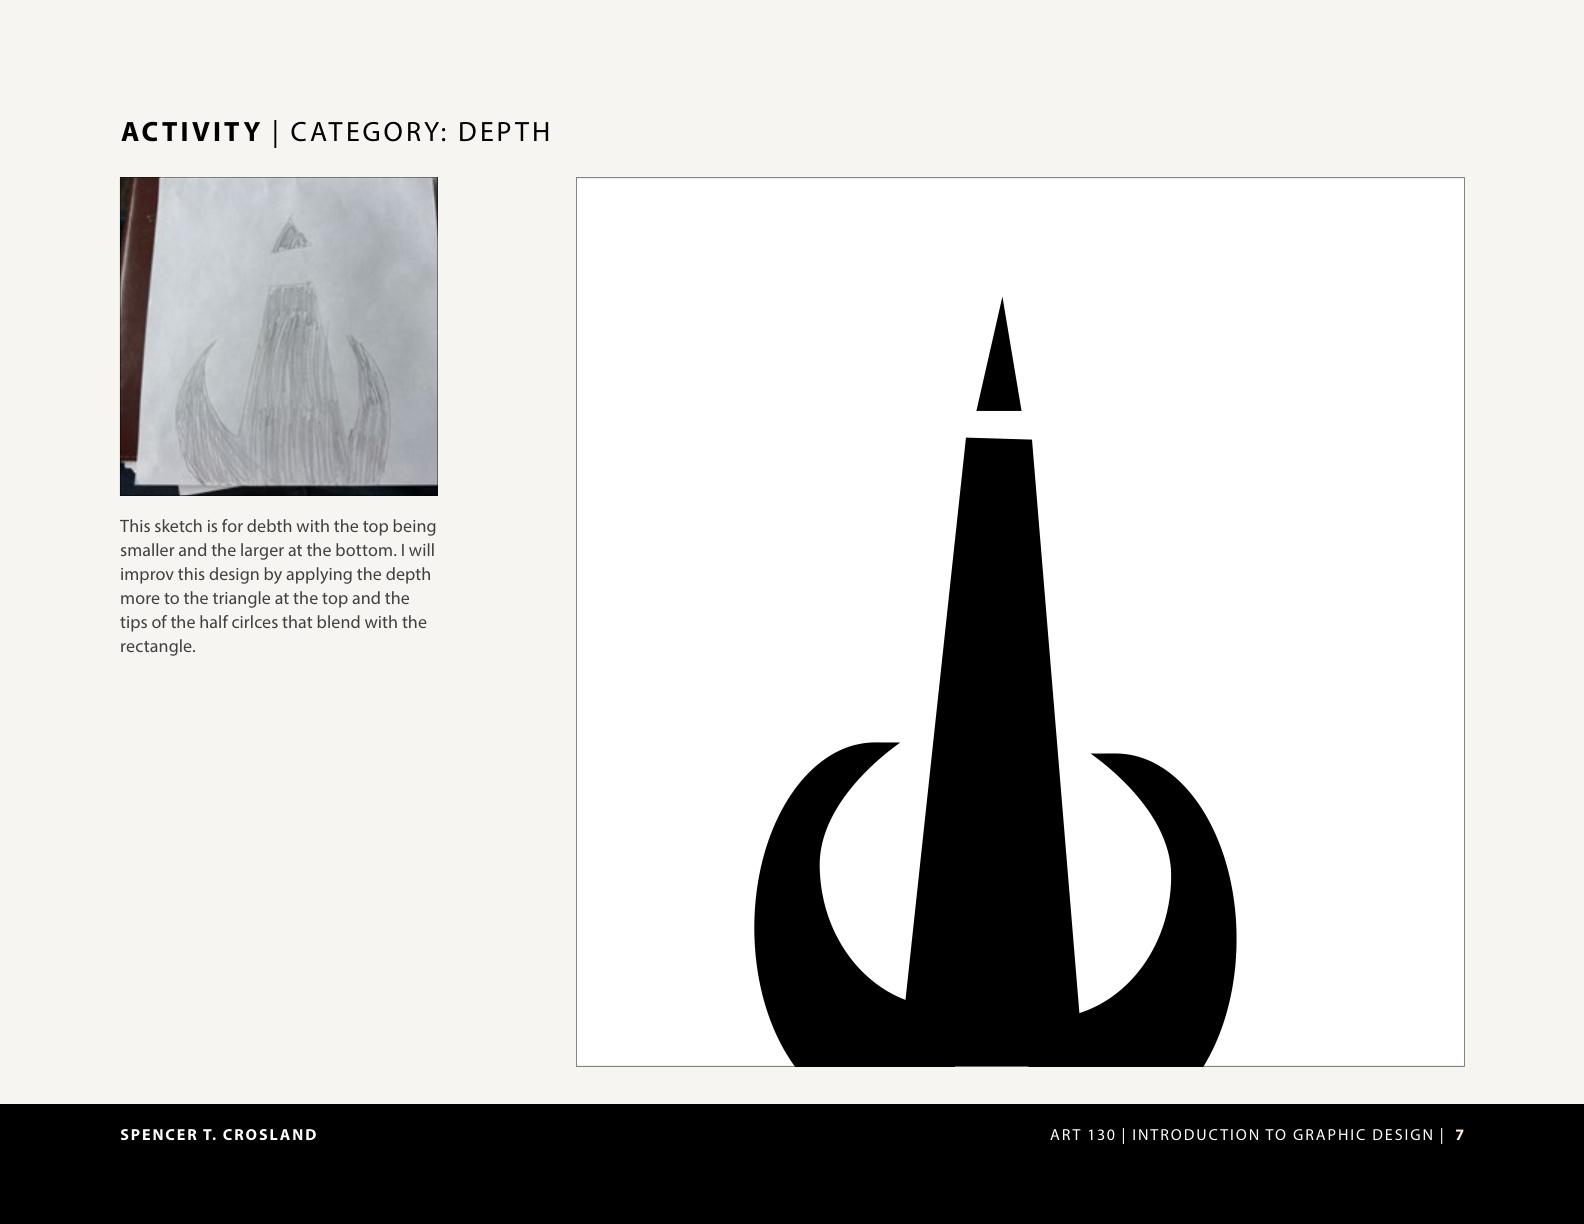 ACTIVITY | CATEGORY: DEPTH
This sketch is for debth with the top being
smaller and the larger at the bottom. I will
improv this design by applying the depth
more to the triangle at the top and the
tips of the half cirlces that blend with the
rectangle.
SPENCER T. CROSLAND
ART 130 | INTRODUCTION TO GRAPHIC DESIGN | 7